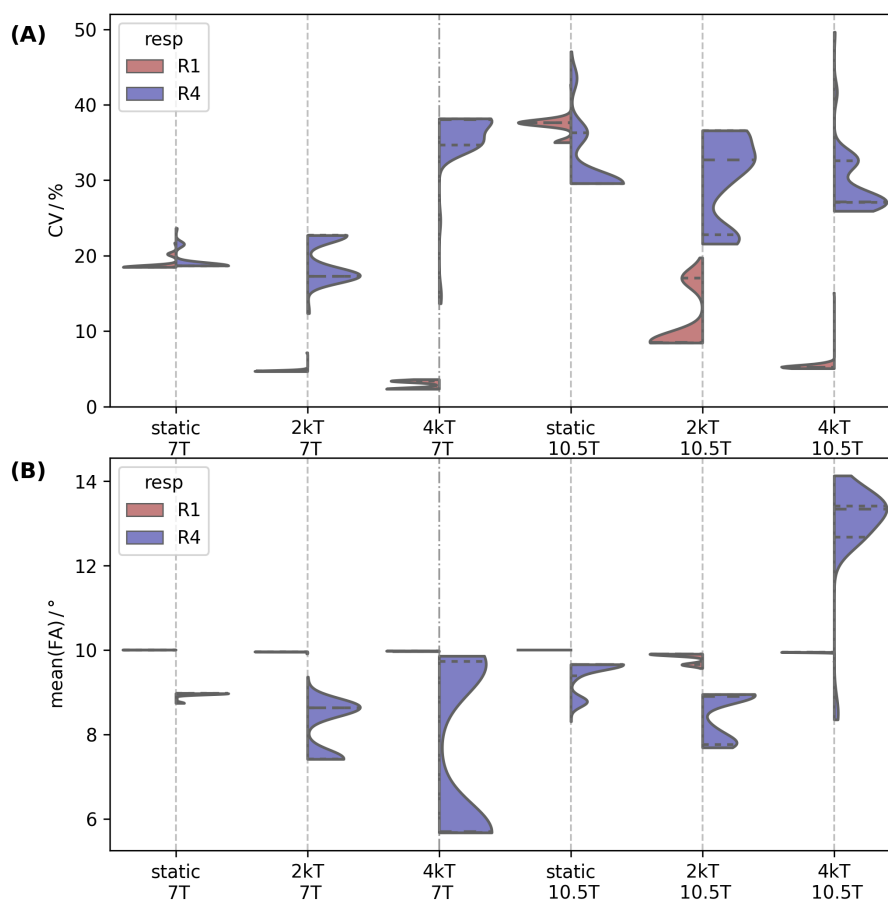 (A)
resp
R1
R4
CV / %
50
40
30
20
10
0
static 2kT 4kT static 2kT 4kT
7T 7T 7T 10.5T 10.5T 10.5T
(B)
resp
R1
R4
mean(FA) / °
14
12
10
8
6
static 2kT 4kT static 2kT 4kT
7T 7T 7T 10.5T 10.5T 10.5T